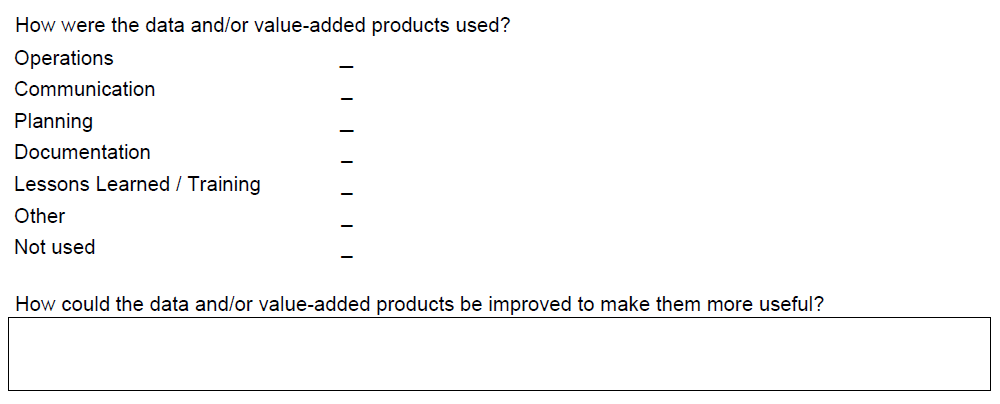 How were the data and/or value-added products used?
Operations _
Communication _
Planning _
Documentation _
Lessons Learned / Training _
Other _
Not used _
How could the data and/or value-added products be improved to make them more useful?